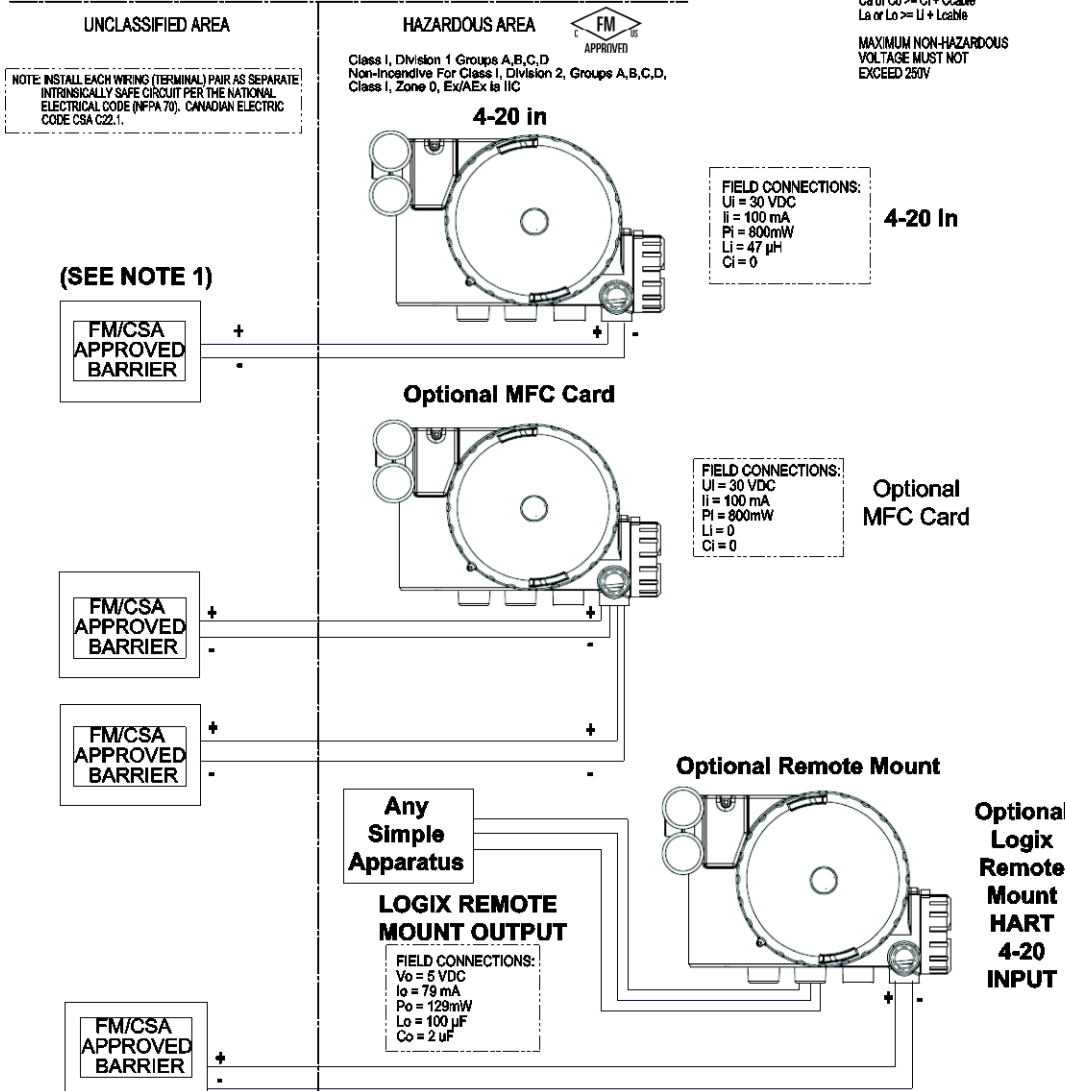 UNCLASSIFIED AREA
NOTE: INSTALL EACH WIRING (TERMINAL) PAIR AS SEPARATE
INTRINSICALLY SAFE CIRCUIT PER THE NATIONAL
ELECTRICAL CODE (NFPA 70). CANADIAN ELECTRIC
CODE CSA C22.1.
HAZARDOUS AREA
C FM US
APPROVED
Class I, Division 1 Groups A,B,C,D
Non-Incendive For Class I, Division 2, Groups A,B,C,D,
Class I, Zone 0, Ex/AEx ia IIC
Ca or Co >= Ci + Ccable
La or Lo >= Li + Lcable
MAXIMUM NON-HAZARDOUS
VOLTAGE MUST NOT
EXCEED 250V
4-20 in
FIELD CONNECTIONS:
Ui = 30 VDC
Ii = 100 mA
Pi = 800mW
Li = 47 µH
Ci = 0
4-20 In
(SEE NOTE 1)
FM/CSA
APPROVED
BARRIER
+
-
+ -
Optional MFC Card
FIELD CONNECTIONS:
UI = 30 VDC
Ii = 100 mA
PI = 800mW
Li = 0
Ci = 0
Optional
MFC Card
FM/CSA
APPROVED
BARRIER
+ +
- -
FM/CSA
APPROVED
BARRIER
+ +
- -
Optional Remote Mount
Any
Simple
Apparatus
LOGIX REMOTE
MOUNT OUTPUT
FIELD CONNECTIONS:
Vo = 5 VDC
Io = 79 mA
Po = 129mW
Lo = 100 µF
Co = 2 uF
Optional
Logix
Remote
Mount
HART
4-20
INPUT
+ -
FM/CSA
APPROVED
BARRIER
+
-